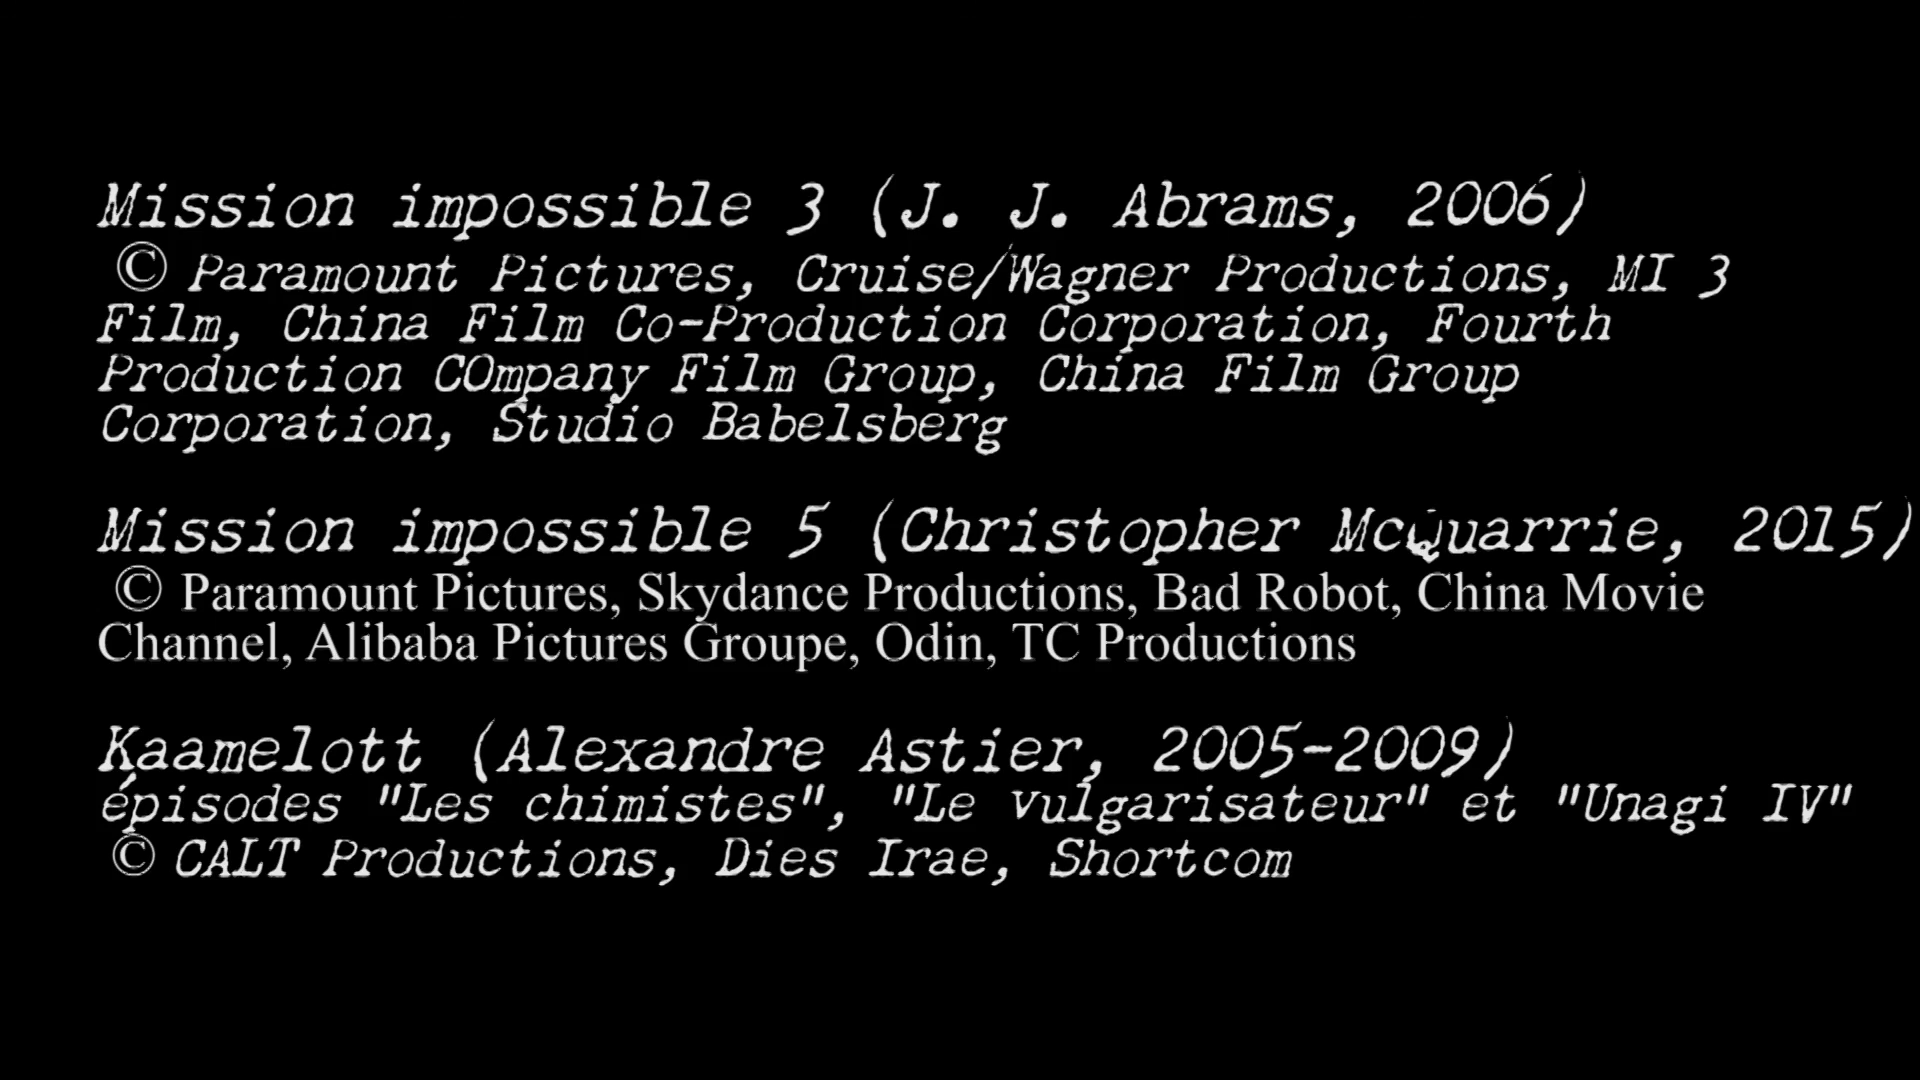 Mission impossible 3 (J. J. Abrams, 2006)
© Paramount Pictures, Cruise/Wagner Productions, MI 3
Film, China Film Co-Production Corporation, Fourth
Production COmpany Film Group, China Film Group
Corporation, Studio Babelsberg
Mission impossible 5 (Christopher McQuarrie, 2015)
© Paramount Pictures, Skydance Productions, Bad Robot, China Movie
Channel, Alibaba Pictures Groupe, Odin, TC Productions
Kaamelott (Alexandre Astier, 2005-2009)
épisodes "Les chimistes", "Le vulgarisateur" et "Unagi IV"
© CALT Productions, Dies Irae, Shortcom